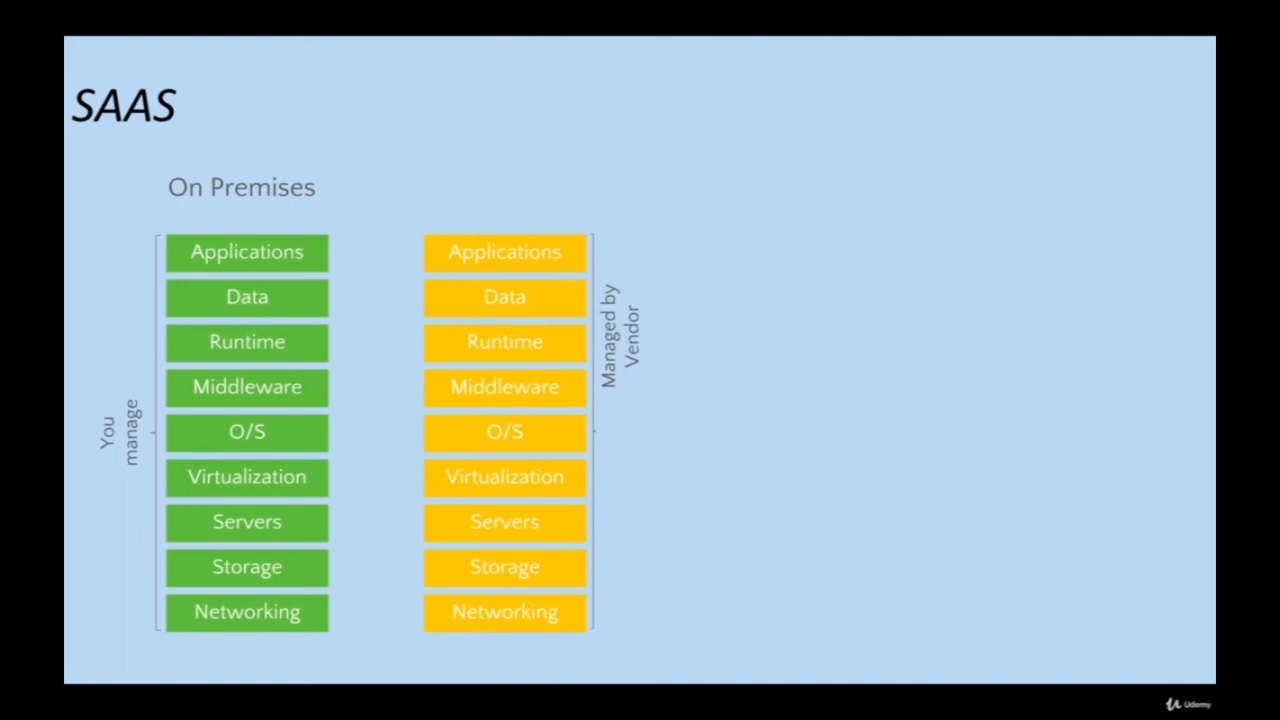 SAAS
On Premises
You
manage
Applications
Data
Runtime
Middleware
O/S
Virtualization
Servers
Storage
Networking
Applications
Data
Runtime
Middleware
O/S
Virtualization
Servers
Storage
Networking
Managed by
Vendor
Udemy